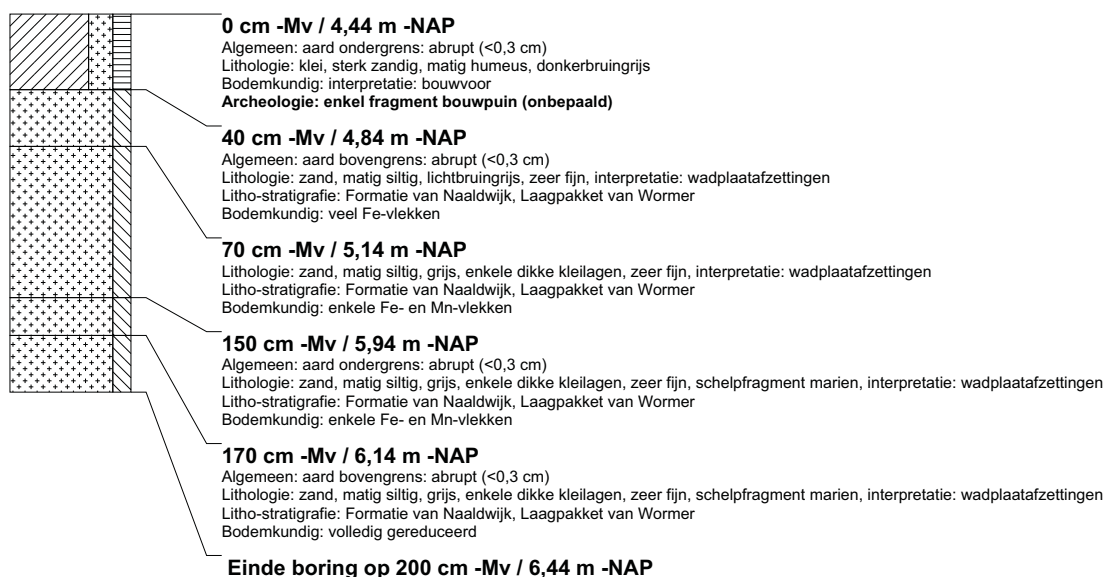 0 cm -Mv / 4,44 m -NAP
Algemeen: aard ondergrens: abrupt (<0,3 cm)
Lithologie: klei, sterk zandig, matig humeus, donkerbruingrijs
Bodemkundig: interpretatie: bouwvoor
Archeologie: enkel fragment bouwpuin (onbepaald)
40 cm -Mv / 4,84 m -NAP
Algemeen: aard bovengrens: abrupt (<0,3 cm)
Lithologie: zand, matig siltig, lichtbruingrijs, zeer fijn, interpretatie: wadplaatafzettingen
Litho-stratigrafie: Formatie van Naaldwijk, Laagpakket van Wormer
Bodemkundig: veel Fe-vlekken
70 cm -Mv / 5,14 m -NAP
Lithologie: zand, matig siltig, grijs, enkele dikke kleilagen, zeer fijn, interpretatie: wadplaatafzettingen
Litho-stratigrafie: Formatie van Naaldwijk, Laagpakket van Wormer
Bodemkundig: enkele Fe- en Mn-vlekken
150 cm -Mv / 5,94 m -NAP
Algemeen: aard ondergrens: abrupt (<0,3 cm)
Lithologie: zand, matig siltig, grijs, enkele dikke kleilagen, zeer fijn, schelpfragment marien, interpretatie: wadplaatafzettingen
Litho-stratigrafie: Formatie van Naaldwijk, Laagpakket van Wormer
Bodemkundig: enkele Fe- en Mn-vlekken
170 cm -Mv / 6,14 m -NAP
Algemeen: aard bovengrens: abrupt (<0,3 cm)
Lithologie: zand, matig siltig, grijs, enkele dikke kleilagen, zeer fijn, schelpfragment marien, interpretatie: wadplaatafzettingen
Litho-stratigrafie: Formatie van Naaldwijk, Laagpakket van Wormer
Bodemkundig: volledig gereduceerd
Einde boring op 200 cm -Mv / 6,44 m -NAP